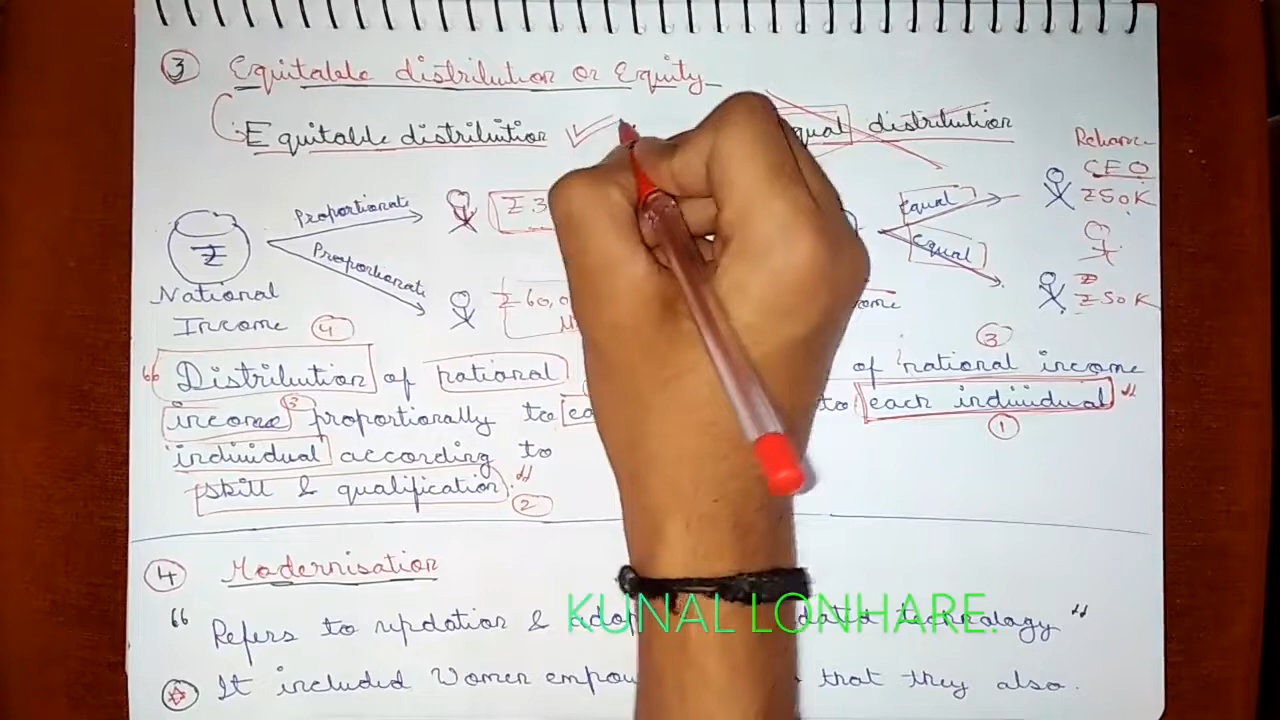 3 Equitable distribution or Equity
Equitable distribution
qual distribution
Reliance
CEO
Proportionate
Proportionate
₹3
equal
equal
₹50K
₹50K
₹
National
Income
4
₹60,0
ome
3
" Distribution of national
income 3 proportionally to
individual according to
skill & qualification. "
2
of national income
to each individual "
1
4 Modernisation
" Refers to updation & adop technology "
It included Women empow that they also.
KUNAL LONHARE.